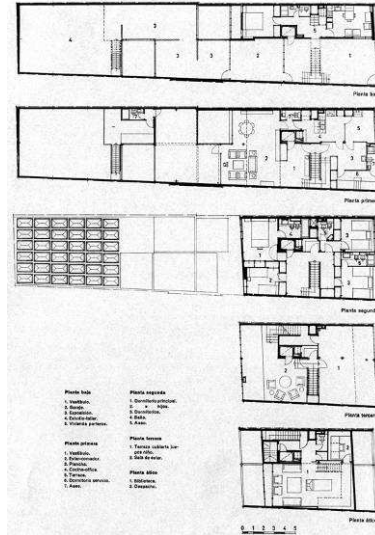 Planta baja
Planta primera
Planta segunda
Planta tercera
Planta ático
Planta baja
1. Vestíbulo.
2. Garaje.
3. Exposición.
4. Estudio-taller.
5. Vivienda porteros.
Planta primera
1. Vestíbulo.
2. Estar-comedor.
3. Plancha.
4. Cocina-office
5. Terraza.
6. Dormitorio servicio.
7. Aseo.
Planta segunda
1. Dormitorio principal.
2. » hijos.
3. Dormitorios.
4. Baño.
5. Aseo.
Planta tercera
1. Terraza cubierta jue-
gos niño.
2. Sala de estar.
Planta ático
1. Biblioteca.
2. Despacho.
0 1 2 3 4 5